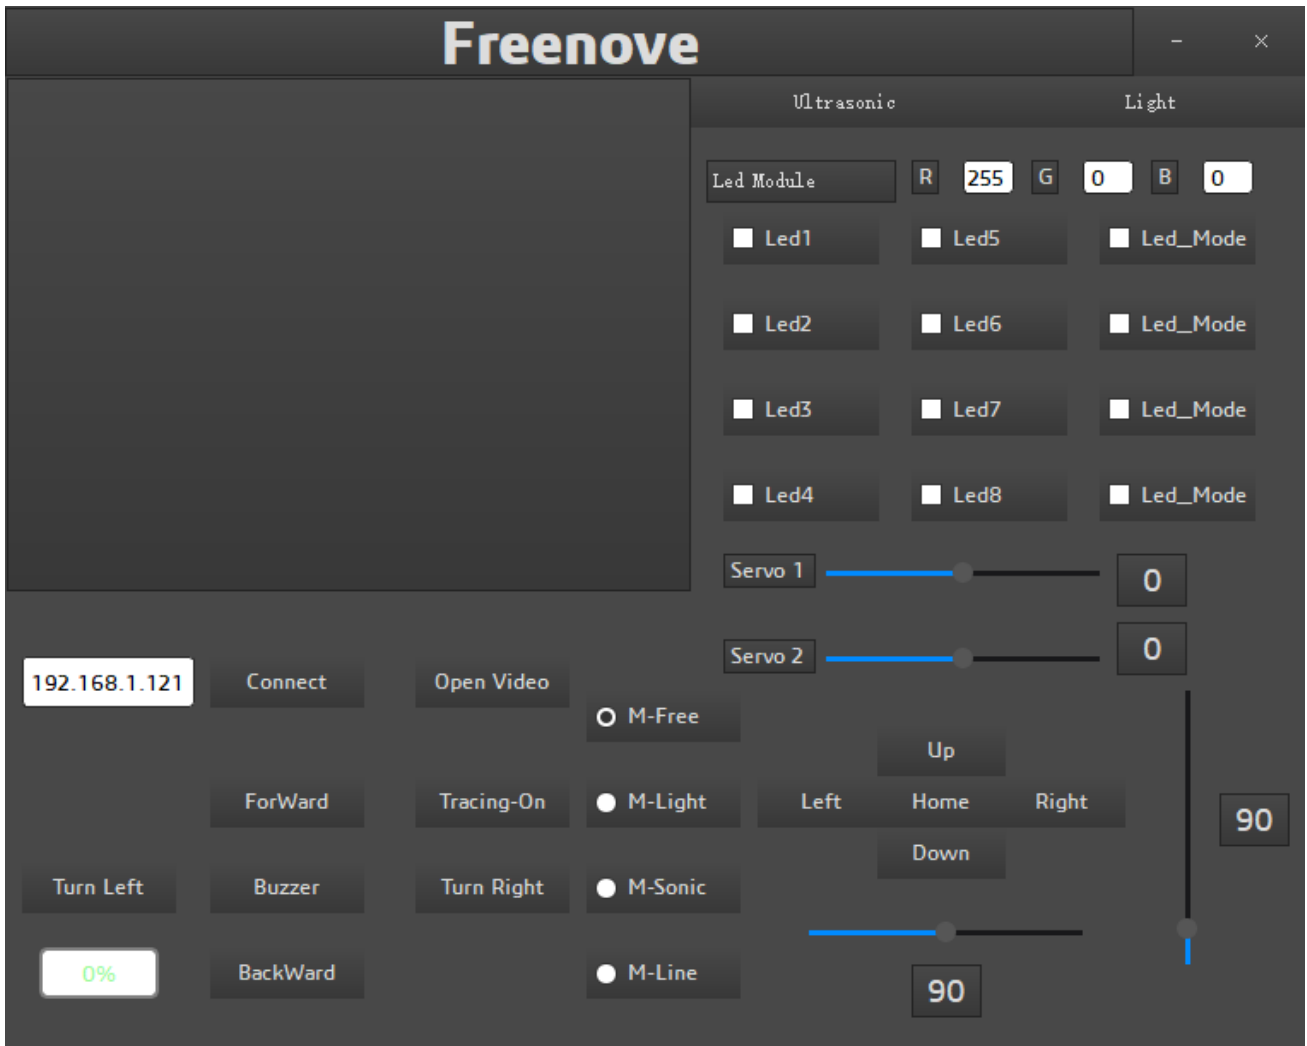 Freenove
–
×
Ultrasonic Light
Led Module R 255 G 0 B 0
Led1 Led5 Led_Mode
Led2 Led6 Led_Mode
Led3 Led7 Led_Mode
Led4 Led8 Led_Mode
Servo 1 0
Servo 2 0
192.168.1.121 Connect Open Video
M-Free
Up
ForWard Tracing-On M-Light Left Home Right
90
Down
Turn Left Buzzer Turn Right M-Sonic
0% BackWard M-Line
90